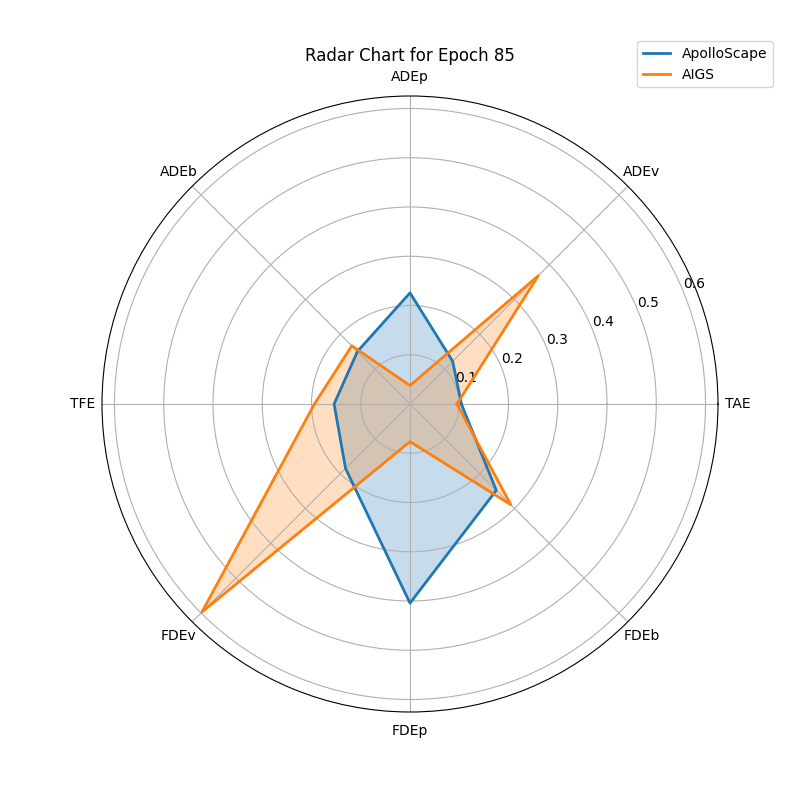 ApolloScape
AIGS
Radar Chart for Epoch 85
ADEp
ADEb
ADEv
0.6
0.5
0.4
0.3
0.2
0.1
TFE
TAE
FDEv
FDEb
FDEp